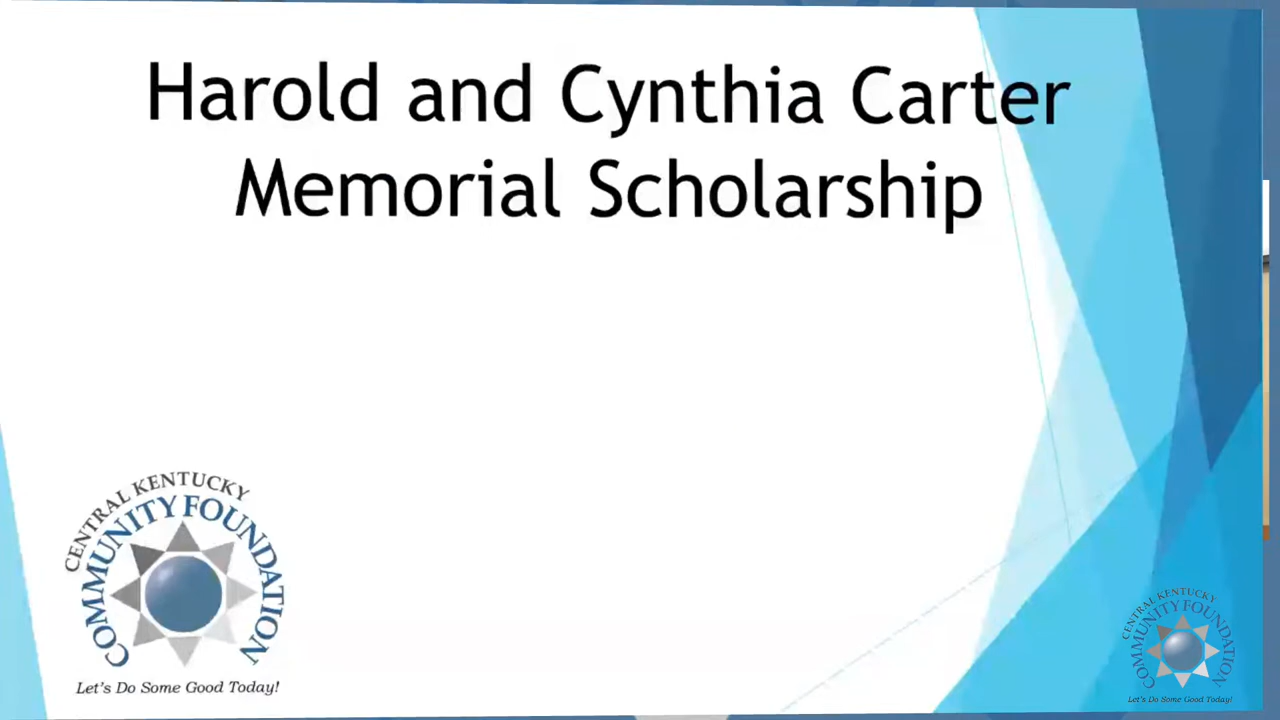 Harold and Cynthia Carter
Memorial Scholarship
CENTRAL KENTUCKY
COMMUNITY FOUNDATION
Let's Do Some Good Today!
CENTRAL KENTUCKY
COMMUNITY FOUNDATION
Let's Do Some Good Today!